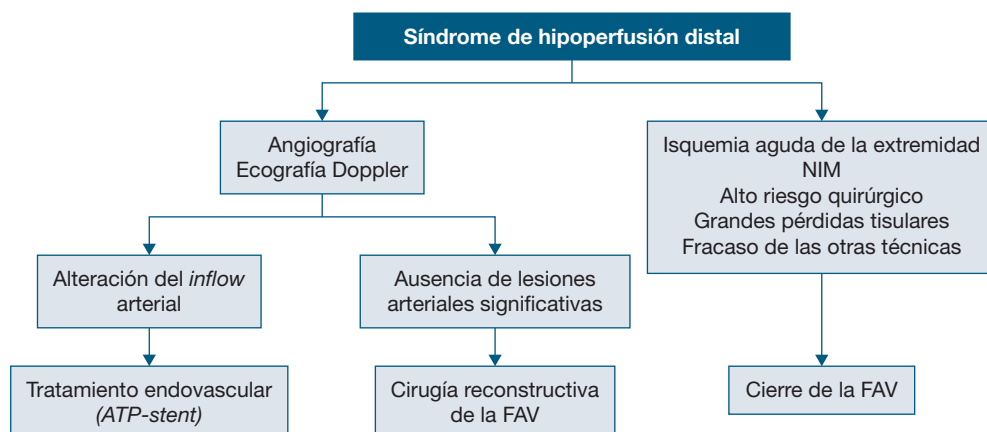 Síndrome de hipoperfusión distal
Angiografía
Ecografía Doppler
Isquemia aguda de la extremidad
NIM
Alto riesgo quirúrgico
Grandes pérdidas tisulares
Fracaso de las otras técnicas
Alteración del inflow
arterial
Ausencia de lesiones
arteriales significativas
Tratamiento endovascular
(ATP-stent)
Cirugía reconstructiva
de la FAV
Cierre de la FAV